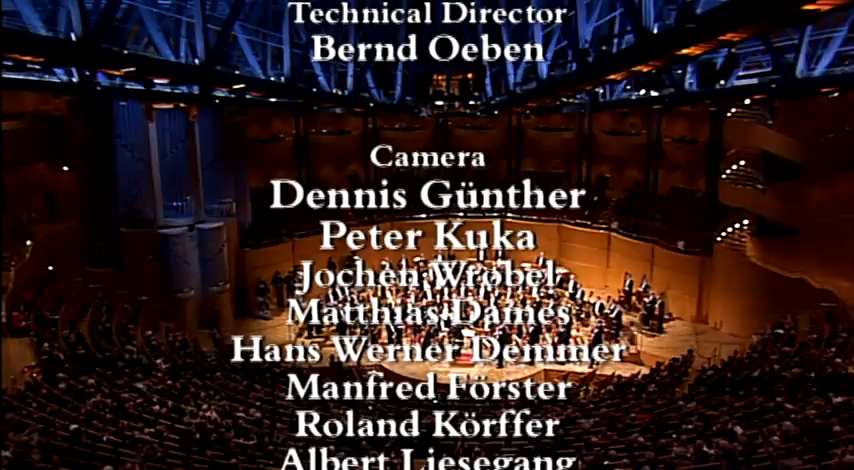 Technical Director
Bernd Oeben
Camera
Dennis Günther
Peter Kuka
Jochen Wrobel
Matthias Dames
Hans Werner Demmer
Manfred Förster
Roland Körffer
Albert Liesegang